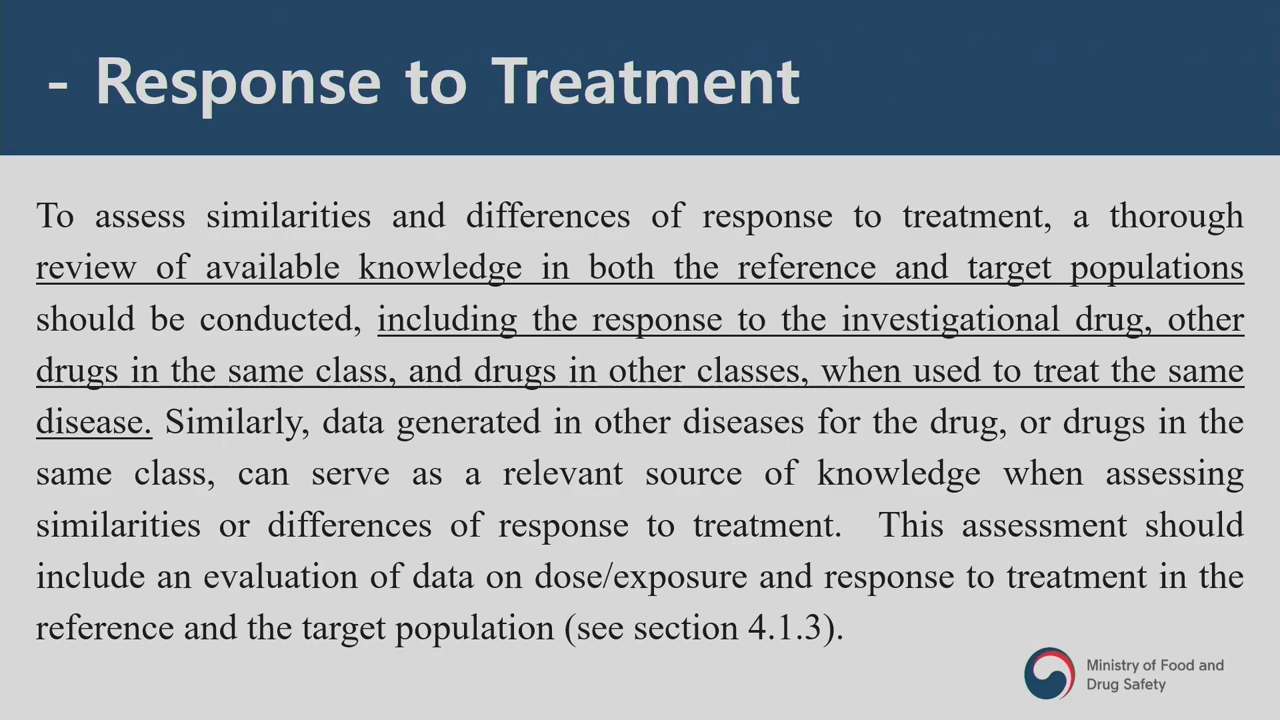 - Response to Treatment
To assess similarities and differences of response to treatment, a thorough
review of available knowledge in both the reference and target populations
should be conducted, including the response to the investigational drug, other
drugs in the same class, and drugs in other classes, when used to treat the same
disease. Similarly, data generated in other diseases for the drug, or drugs in the
same class, can serve as a relevant source of knowledge when assessing
similarities or differences of response to treatment.  This assessment should
include an evaluation of data on dose/exposure and response to treatment in the
reference and the target population (see section 4.1.3).
Ministry of Food and
Drug Safety